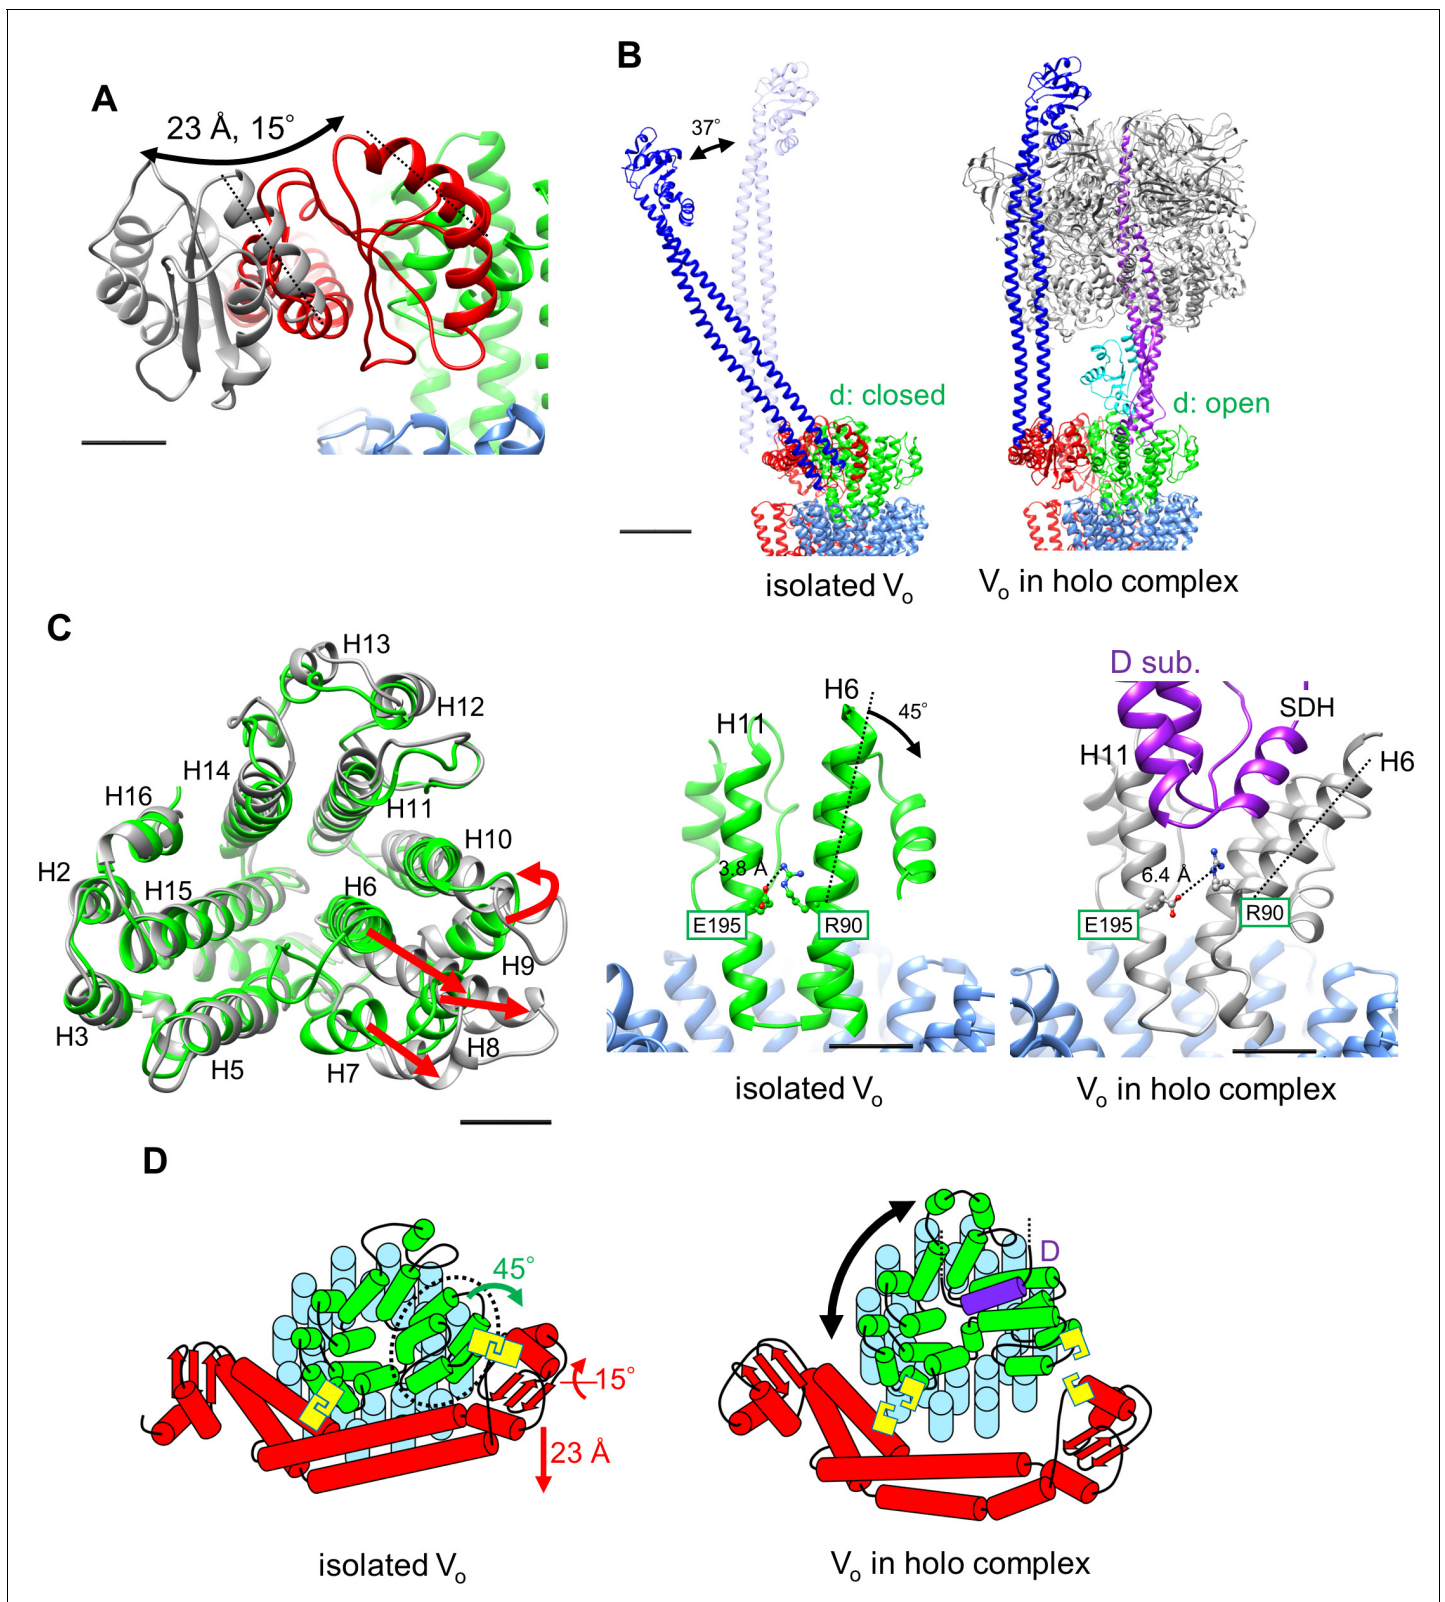 A
23 Å, 15°
B
37°
d: closed
d: open
isolated Vo
Vo in holo complex
C
H13
H12
H14
H11
H16
H10
H2
H15
H6
H9
H3
H5
H7
H8
H6
H11
45°
3.8 Å
E195
R90
isolated Vo
D sub.
SDH
H11
H6
6.4 Å
E195
R90
Vo in holo complex
D
45°
15°
23 Å
isolated Vo
D
Vo in holo complex